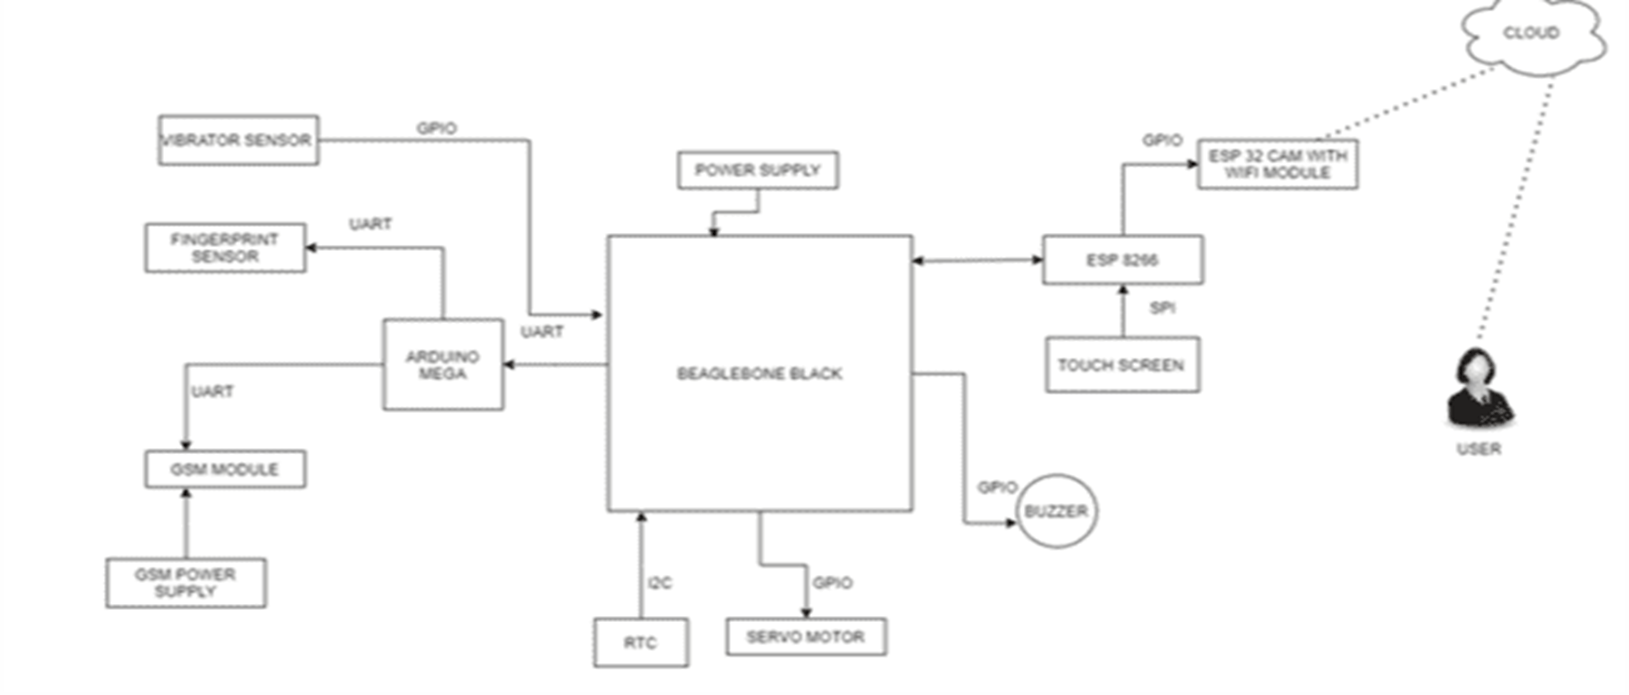 CLOUD
VIBRATOR SENSOR
GPIO
POWER SUPPLY
GPIO
ESP 32 CAM WITH
WIFI MODULE
FINGERPRINT
SENSOR
UART
ESP 8266
SPI
TOUCH SCREEN
UART
ARDUINO
MEGA
BEAGLEBONE BLACK
UART
USER
GSM MODULE
GPIO
BUZZER
GSM POWER
SUPPLY
I2C
GPIO
RTC
SERVO MOTOR